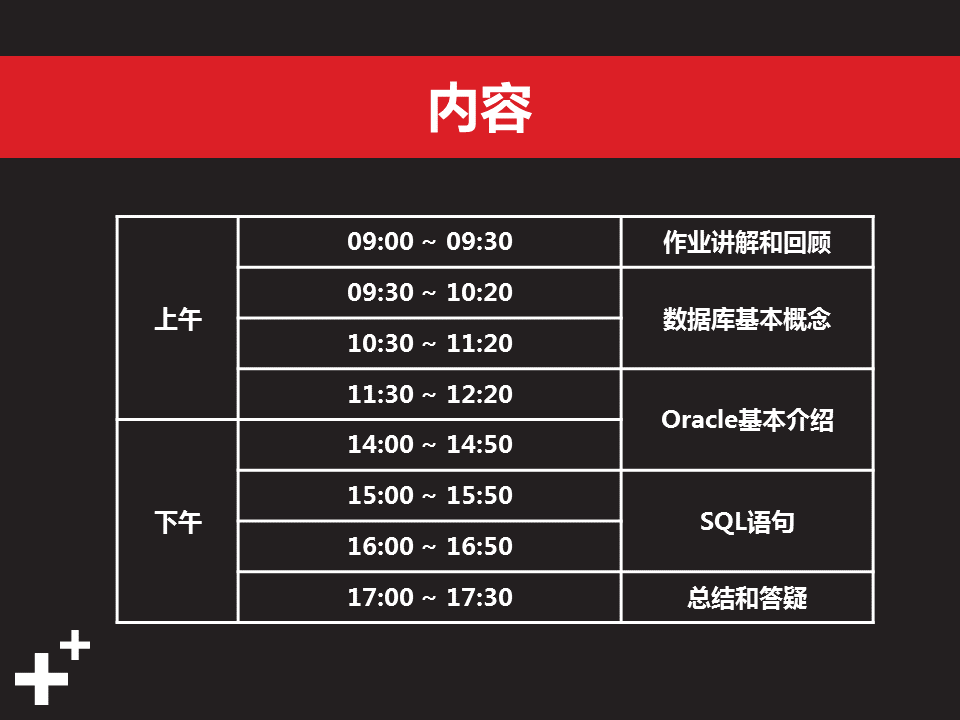 内容
上午
09:00 ~ 09:30
作业讲解和回顾
09:30 ~ 10:20
数据库基本概念
10:30 ~ 11:20
11:30 ~ 12:20
Oracle基本介绍
下午
14:00 ~ 14:50
15:00 ~ 15:50
SQL语句
16:00 ~ 16:50
17:00 ~ 17:30
总结和答疑